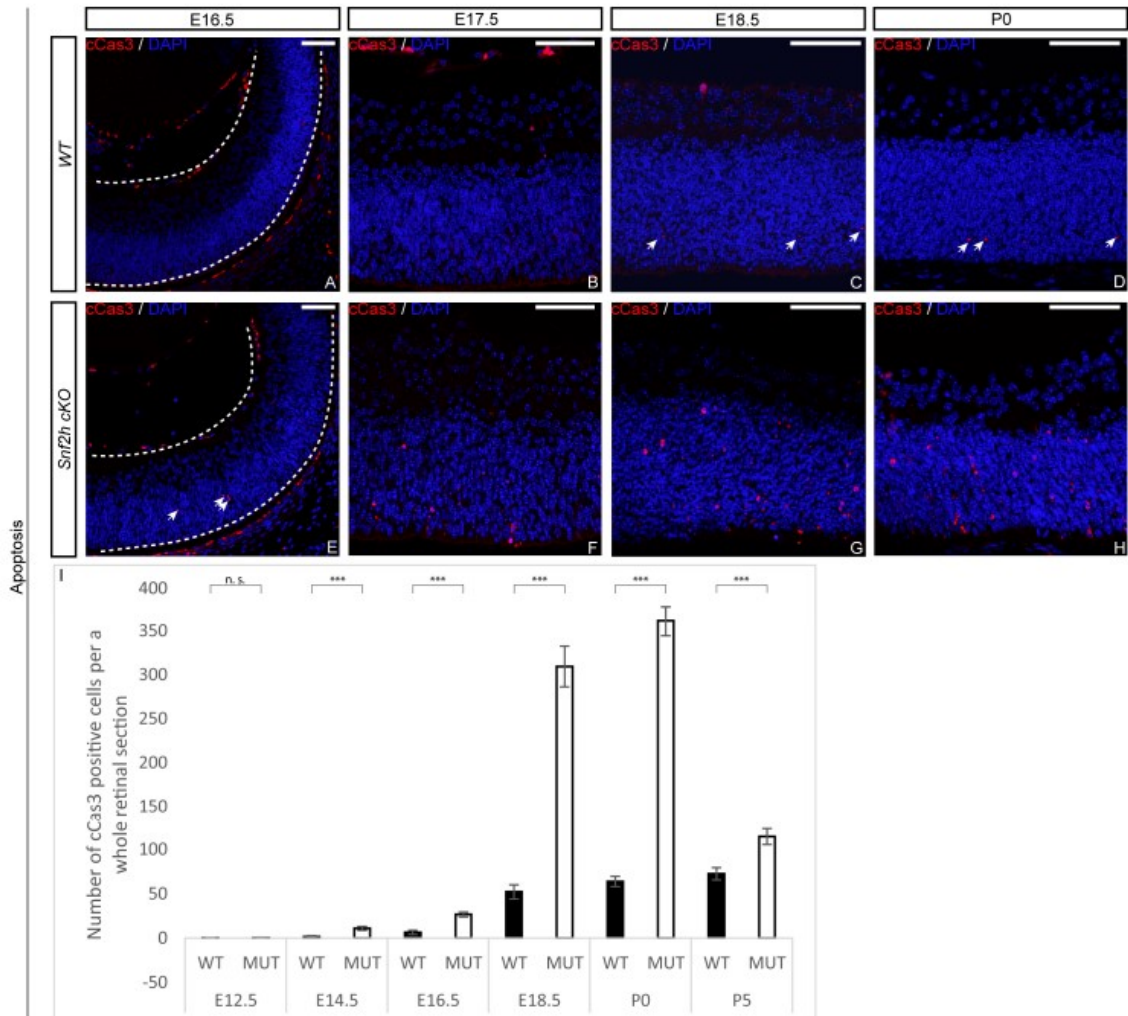 E16.5 E17.5 E18.5 P0
WT
cCas3 / DAPI cCas3 / DAPI cCas3 / DAPI cCas3 / DAPI
A B C D
Snf2h cKO
cCas3 / DAPI cCas3 / DAPI cCas3 / DAPI cCas3 / DAPI
E F G H
Apoptosis
I
n. s. *** *** *** *** ***
Number of cCas3 positive cells per a
whole retinal section
400
350
300
250
200
150
100
50
0
-50
WT MUT WT MUT WT MUT WT MUT WT MUT WT MUT
E12.5 E14.5 E16.5 E18.5 P0 P5